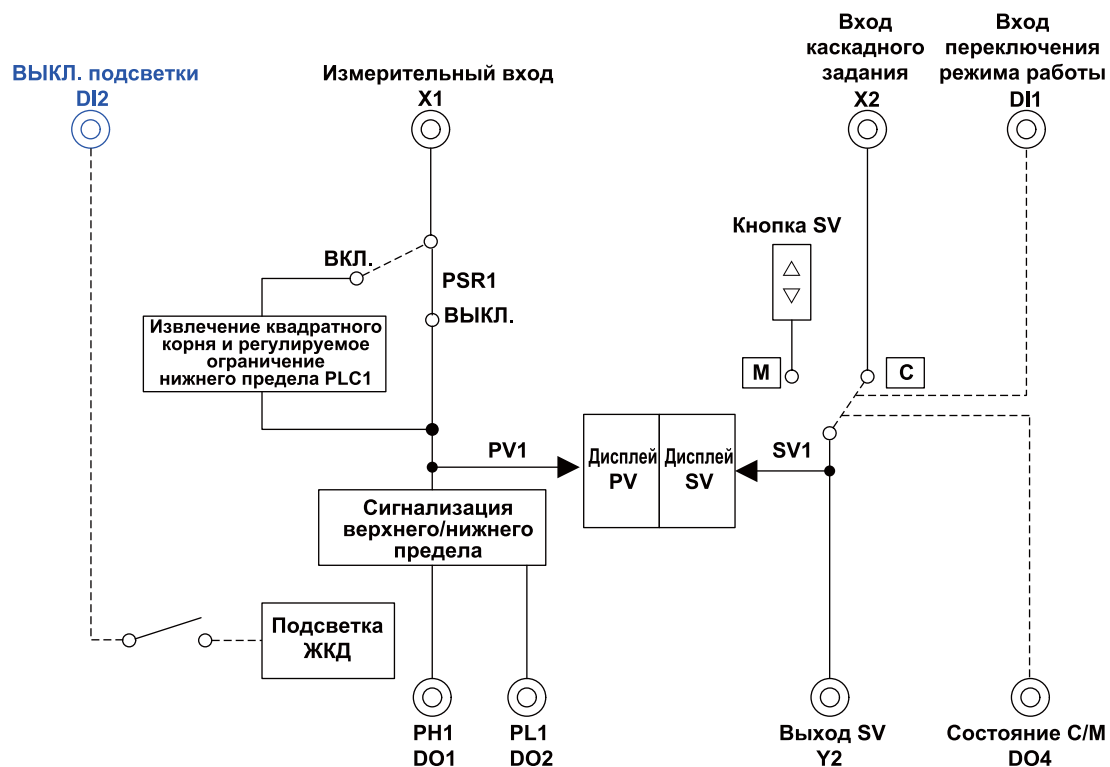 ВЫКЛ. подсветки
DI2
Измерительный вход
X1
Вход
каскадного
задания
X2
Вход
переключения
режима работы
DI1
Кнопка SV
ВКЛ.
PSR1
ВЫКЛ.
Извлечение квадратного
корня и регулируемое
ограничение
нижнего предела PLC1
M
C
PV1
Дисплей
PV
Дисплей
SV
SV1
Сигнализация
верхнего/нижнего
предела
Подсветка
ЖКД
PH1
DO1
PL1
DO2
Выход SV
Y2
Состояние C/M
DO4